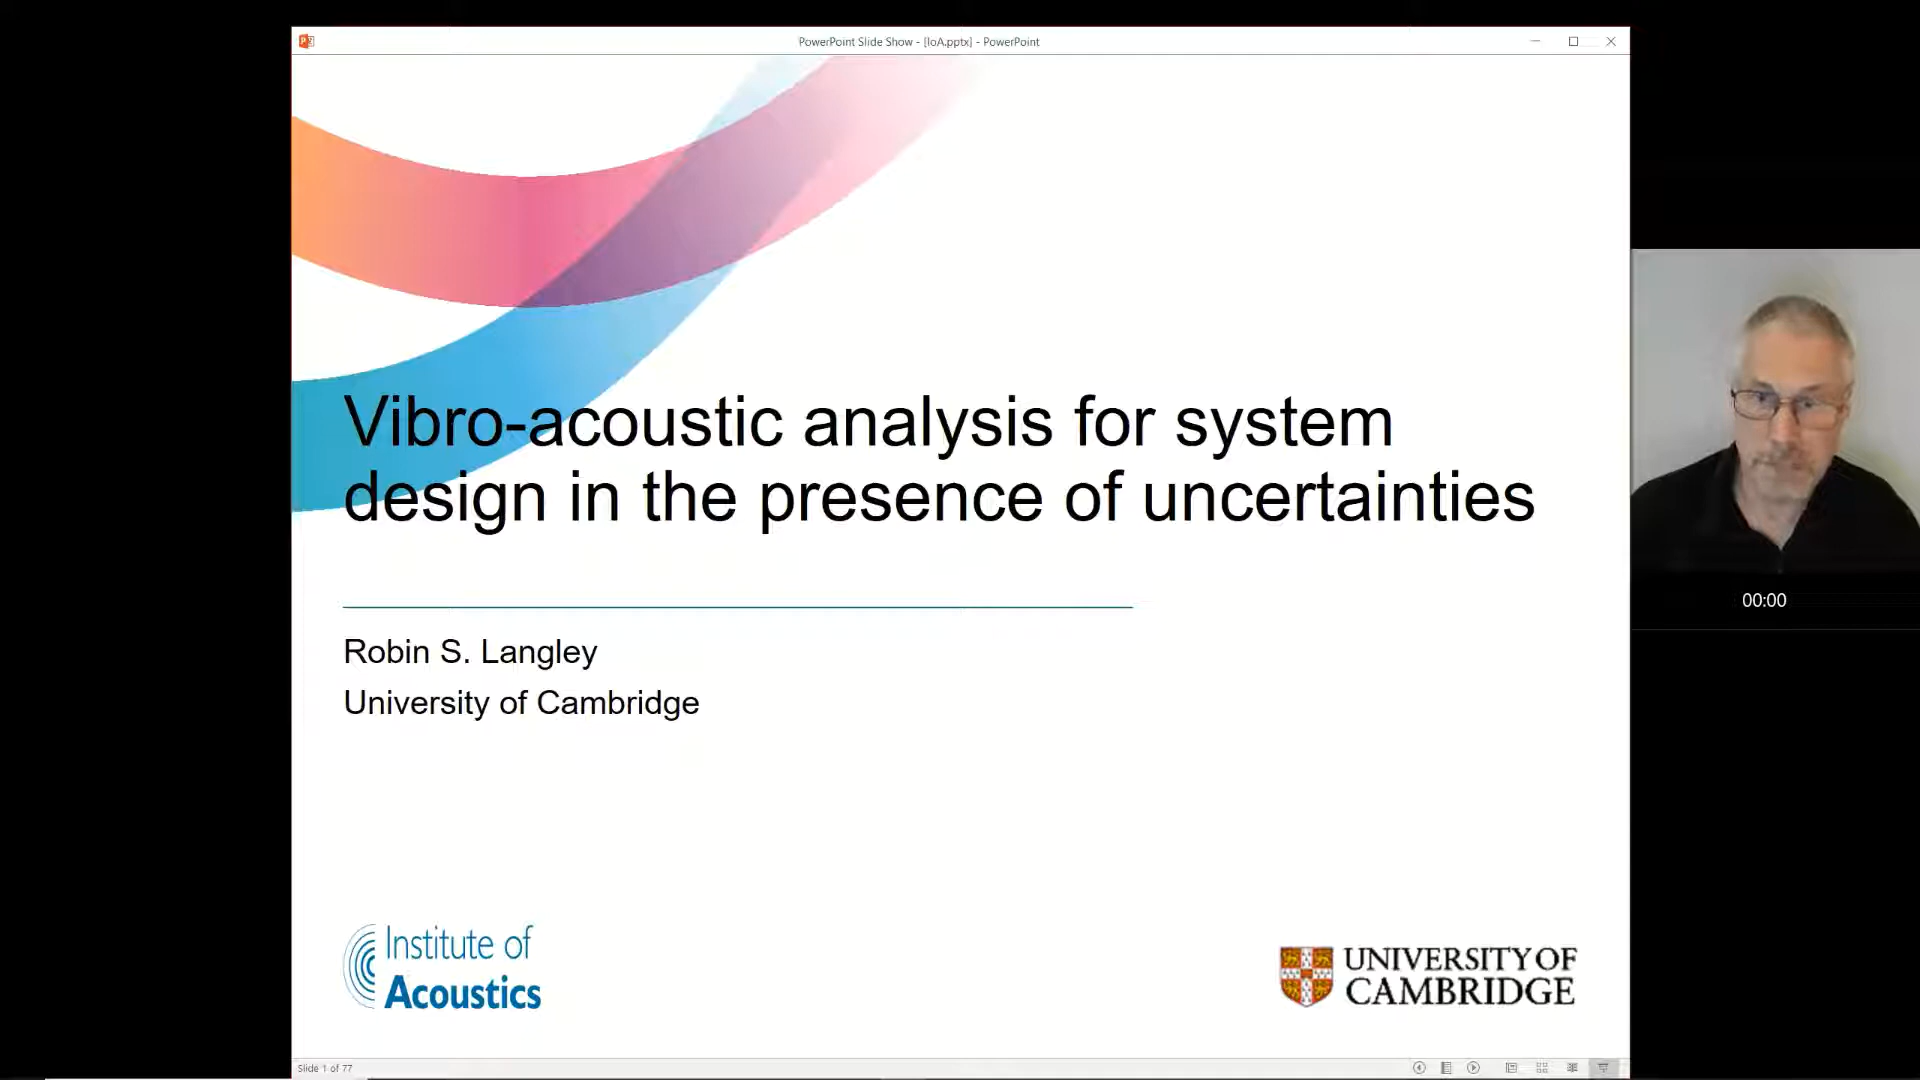 PowerPoint Slide Show - [IoA.pptx] - PowerPoint
Vibro-acoustic analysis for system
design in the presence of uncertainties
Robin S. Langley
University of Cambridge
00:00
Institute of
Acoustics
UNIVERSITY OF
CAMBRIDGE
Slide 1 of 77